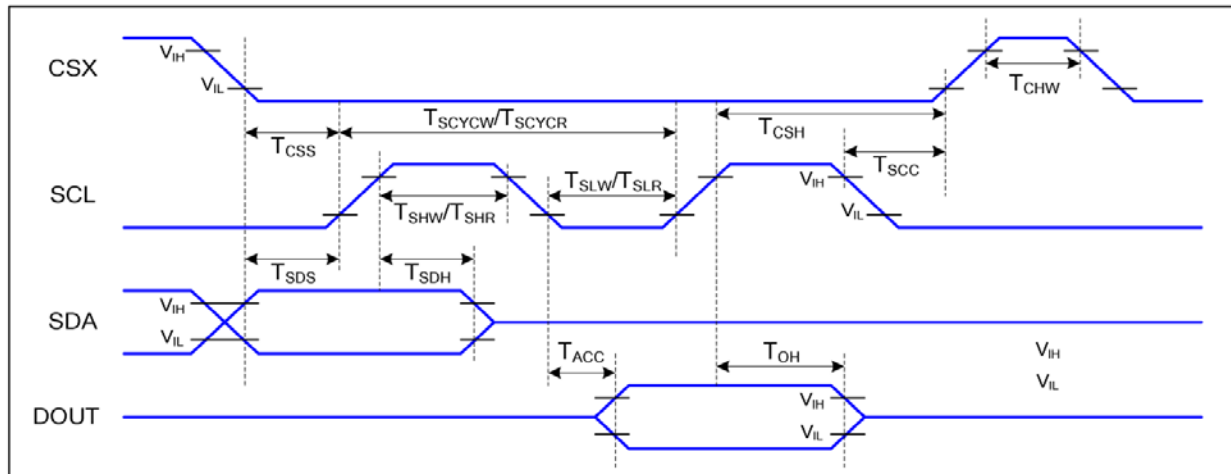 CSX
VIH
VIL
TCHW
TSCYCW/TSCYCR
TCSS
TCSH
TSCC
SCL
TSLW/TSLR
VIH
TSHW/TSHR
VIL
TSDS
TSDH
SDA
VIH
VIL
TACC
TOH
VIH
VIL
DOUT
VIH
VIL